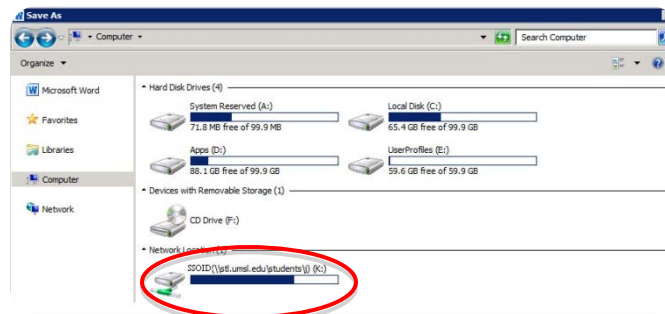 Save As
Computer
Search Computer
Organize
Microsoft Word
Favorites
Libraries
Computer
Network
Hard Disk Drives (4)
System Reserved (A:)
71.8 MB free of 99.9 MB
Local Disk (C:)
65.4 GB free of 99.9 GB
Apps (D:)
88.1 GB free of 99.9 GB
UserProfiles (E:)
59.6 GB free of 59.9 GB
Devices with Removable Storage (1)
CD Drive (F:)
Network Location (1)
SSOID(\\stl.umsl.edu\students\j) (K:)